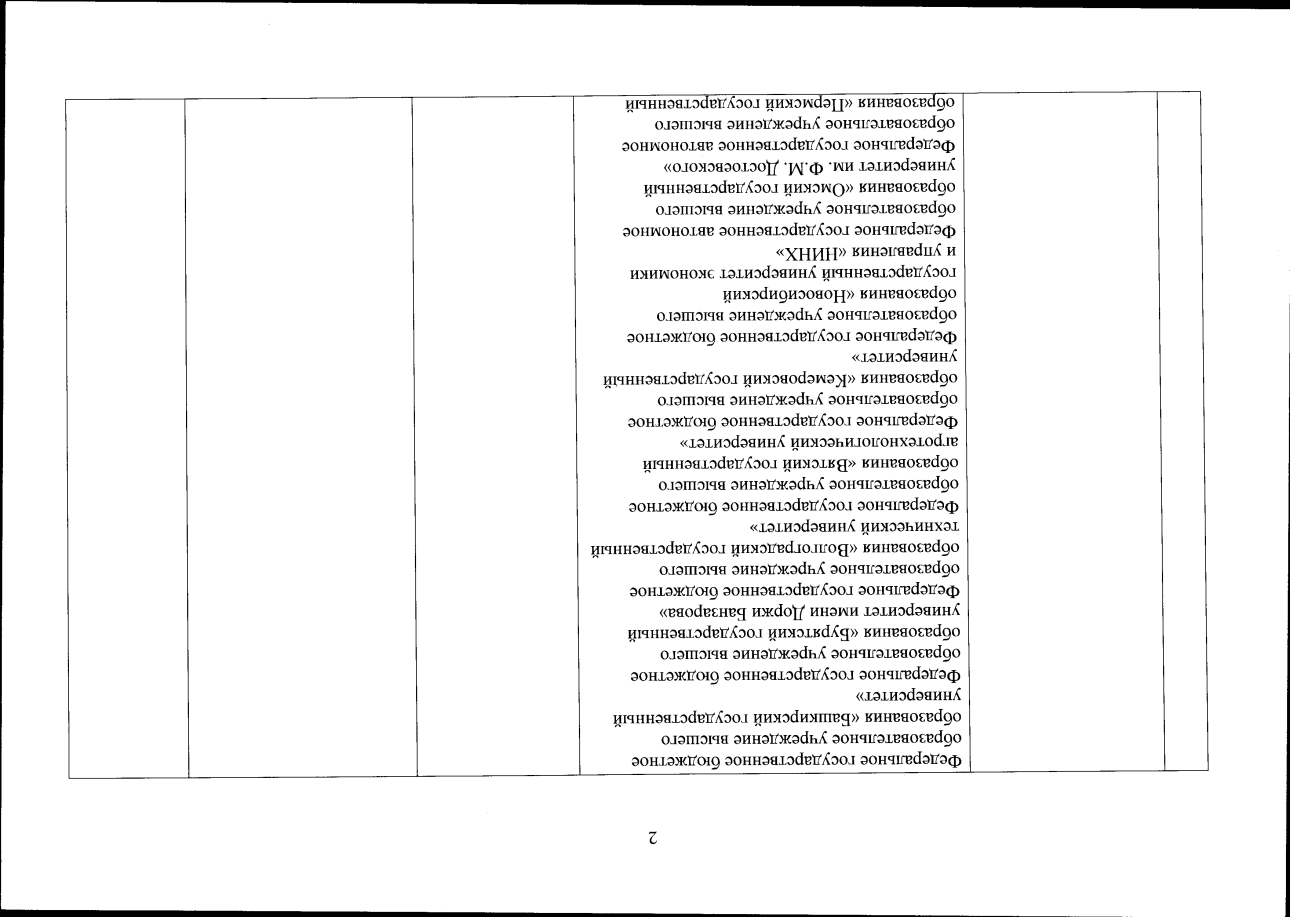 2
Федеральное государственное бюджетное
образовательное учреждение высшего
образования «Башкирский государственный
университет»
Федеральное государственное бюджетное
образовательное учреждение высшего
образования «Бурятский государственный
университет имени Доржи Банзарова»
Федеральное государственное бюджетное
образовательное учреждение высшего
образования «Волгоградский государственный
технический университет»
Федеральное государственное бюджетное
образовательное учреждение высшего
образования «Вятский государственный
агротехнологический университет»
Федеральное государственное бюджетное
образовательное учреждение высшего
образования «Кемеровский государственный
университет»
Федеральное государственное бюджетное
образовательное учреждение высшего
образования «Новосибирский
государственный университет экономики
и управления «НИНХ»
Федеральное государственное автономное
образовательное учреждение высшего
образования «Омский государственный
университет им. Ф.М. Достоевского»
Федеральное государственное автономное
образовательное учреждение высшего
образования «Пермский государственный